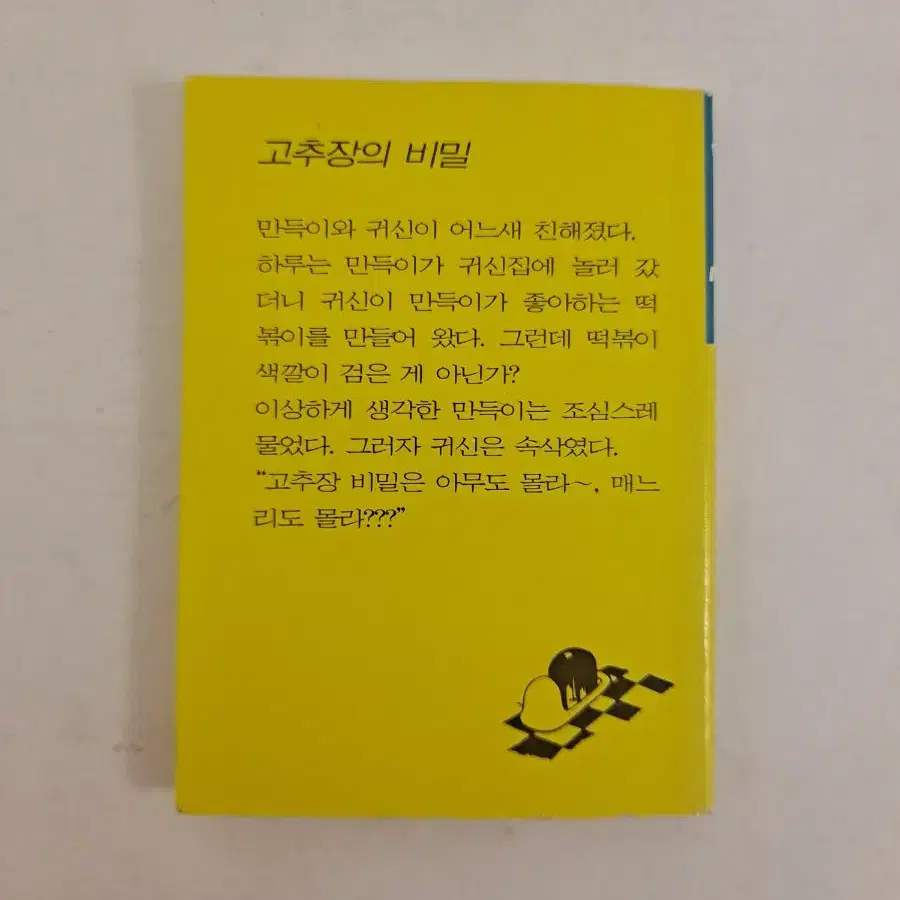 고추장의 비밀
만득이와 귀신이 어느새 친해졌다.
하루는 만득이가 귀신집에 놀러 갔
더니 귀신이 만득이가 좋아하는 떡
볶이를 만들어 왔다. 그런데 떡볶이
색깔이 검은 게 아닌가?
이상하게 생각한 만득이는 조심스레
물었다. 그러자 귀신은 속삭였다.
“고추장 비밀은 아무도 몰라~, 매느
리도 몰라???”